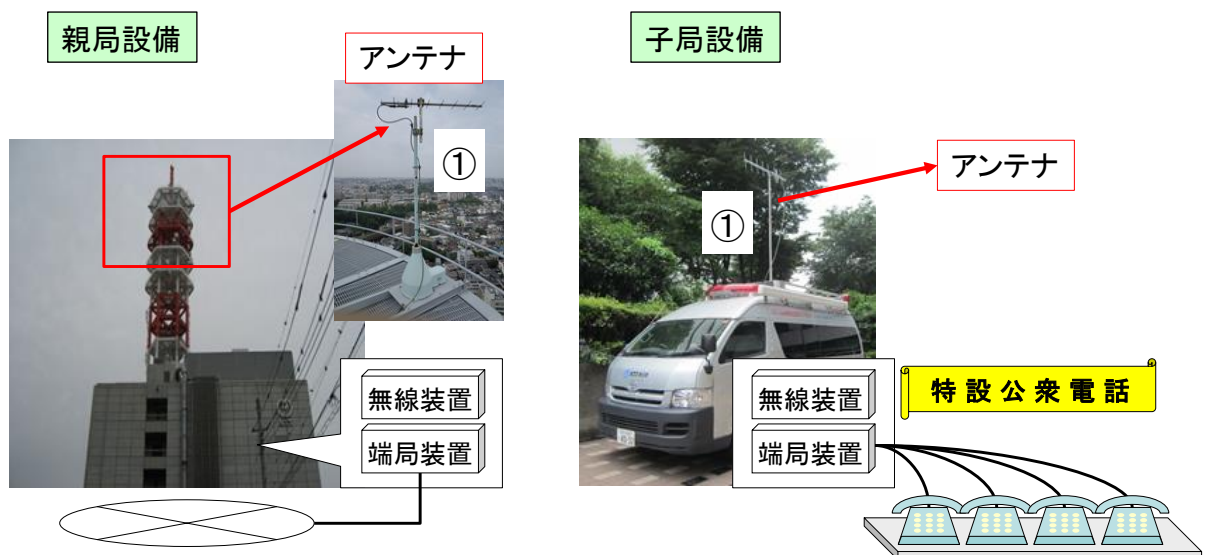 親局設備
アンテナ
①
無線装置
端局装置
子局設備
アンテナ
①
無線装置
端局装置
特設公衆電話